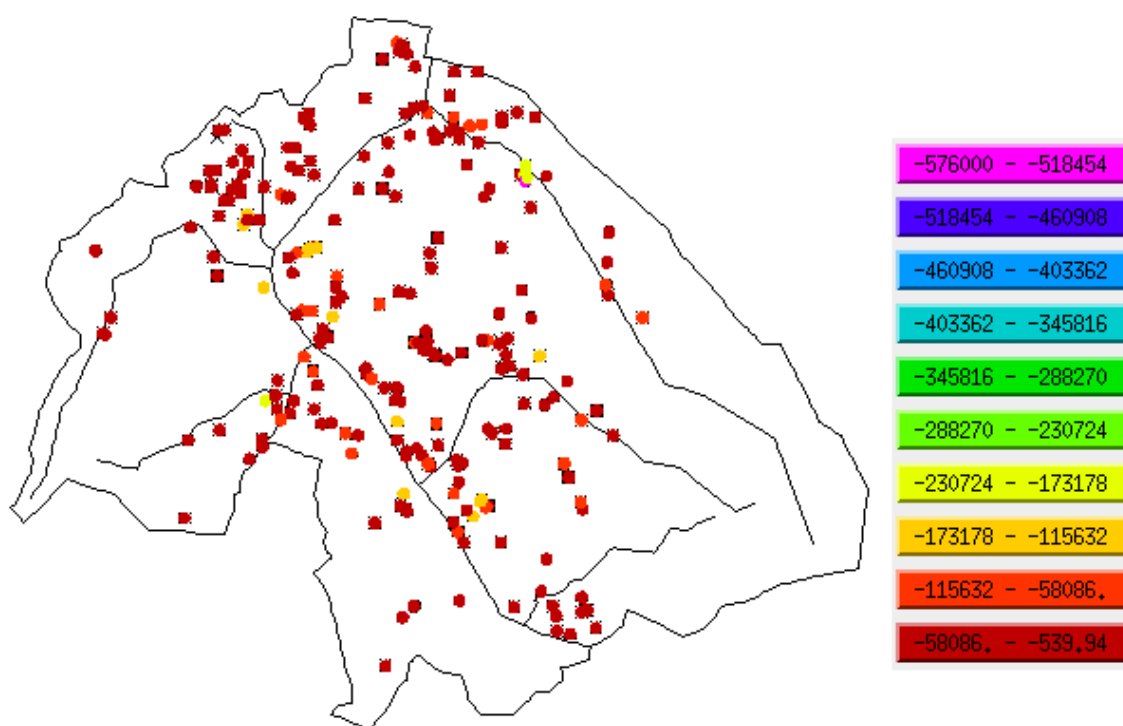 -576000 - -518454
-518454 - -460908
-460908 - -403362
-403362 - -345816
-345816 - -288270
-288270 - -230724
-230724 - -173178
-173178 - -115632
-115632 - -58086.
-58086. - -539.94